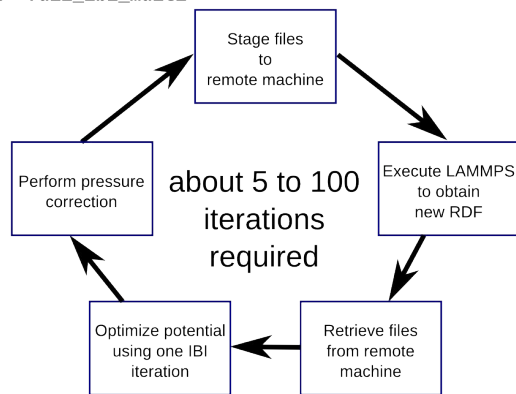 Stage files
to
remote machine
Execute LAMMPS
to obtain
new RDF
Retrieve files
from remote
machine
Optimize potential
using one IBI
iteration
Perform pressure
correction
about 5 to 100
iterations
required